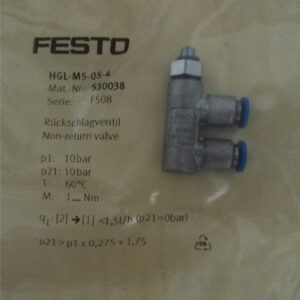 FESTO
HGL-M5-QS-4
Mat. Nr.: 530038
Serie: F508
Rückschlagventil
Non-return valve
p1: 10bar
p21: 10bar
T: 60°C
M: 1... Nm
qL: [2] → [1] <1,5l/h (p21=0bar)
p21 > p1 x 0,275 + 1,75